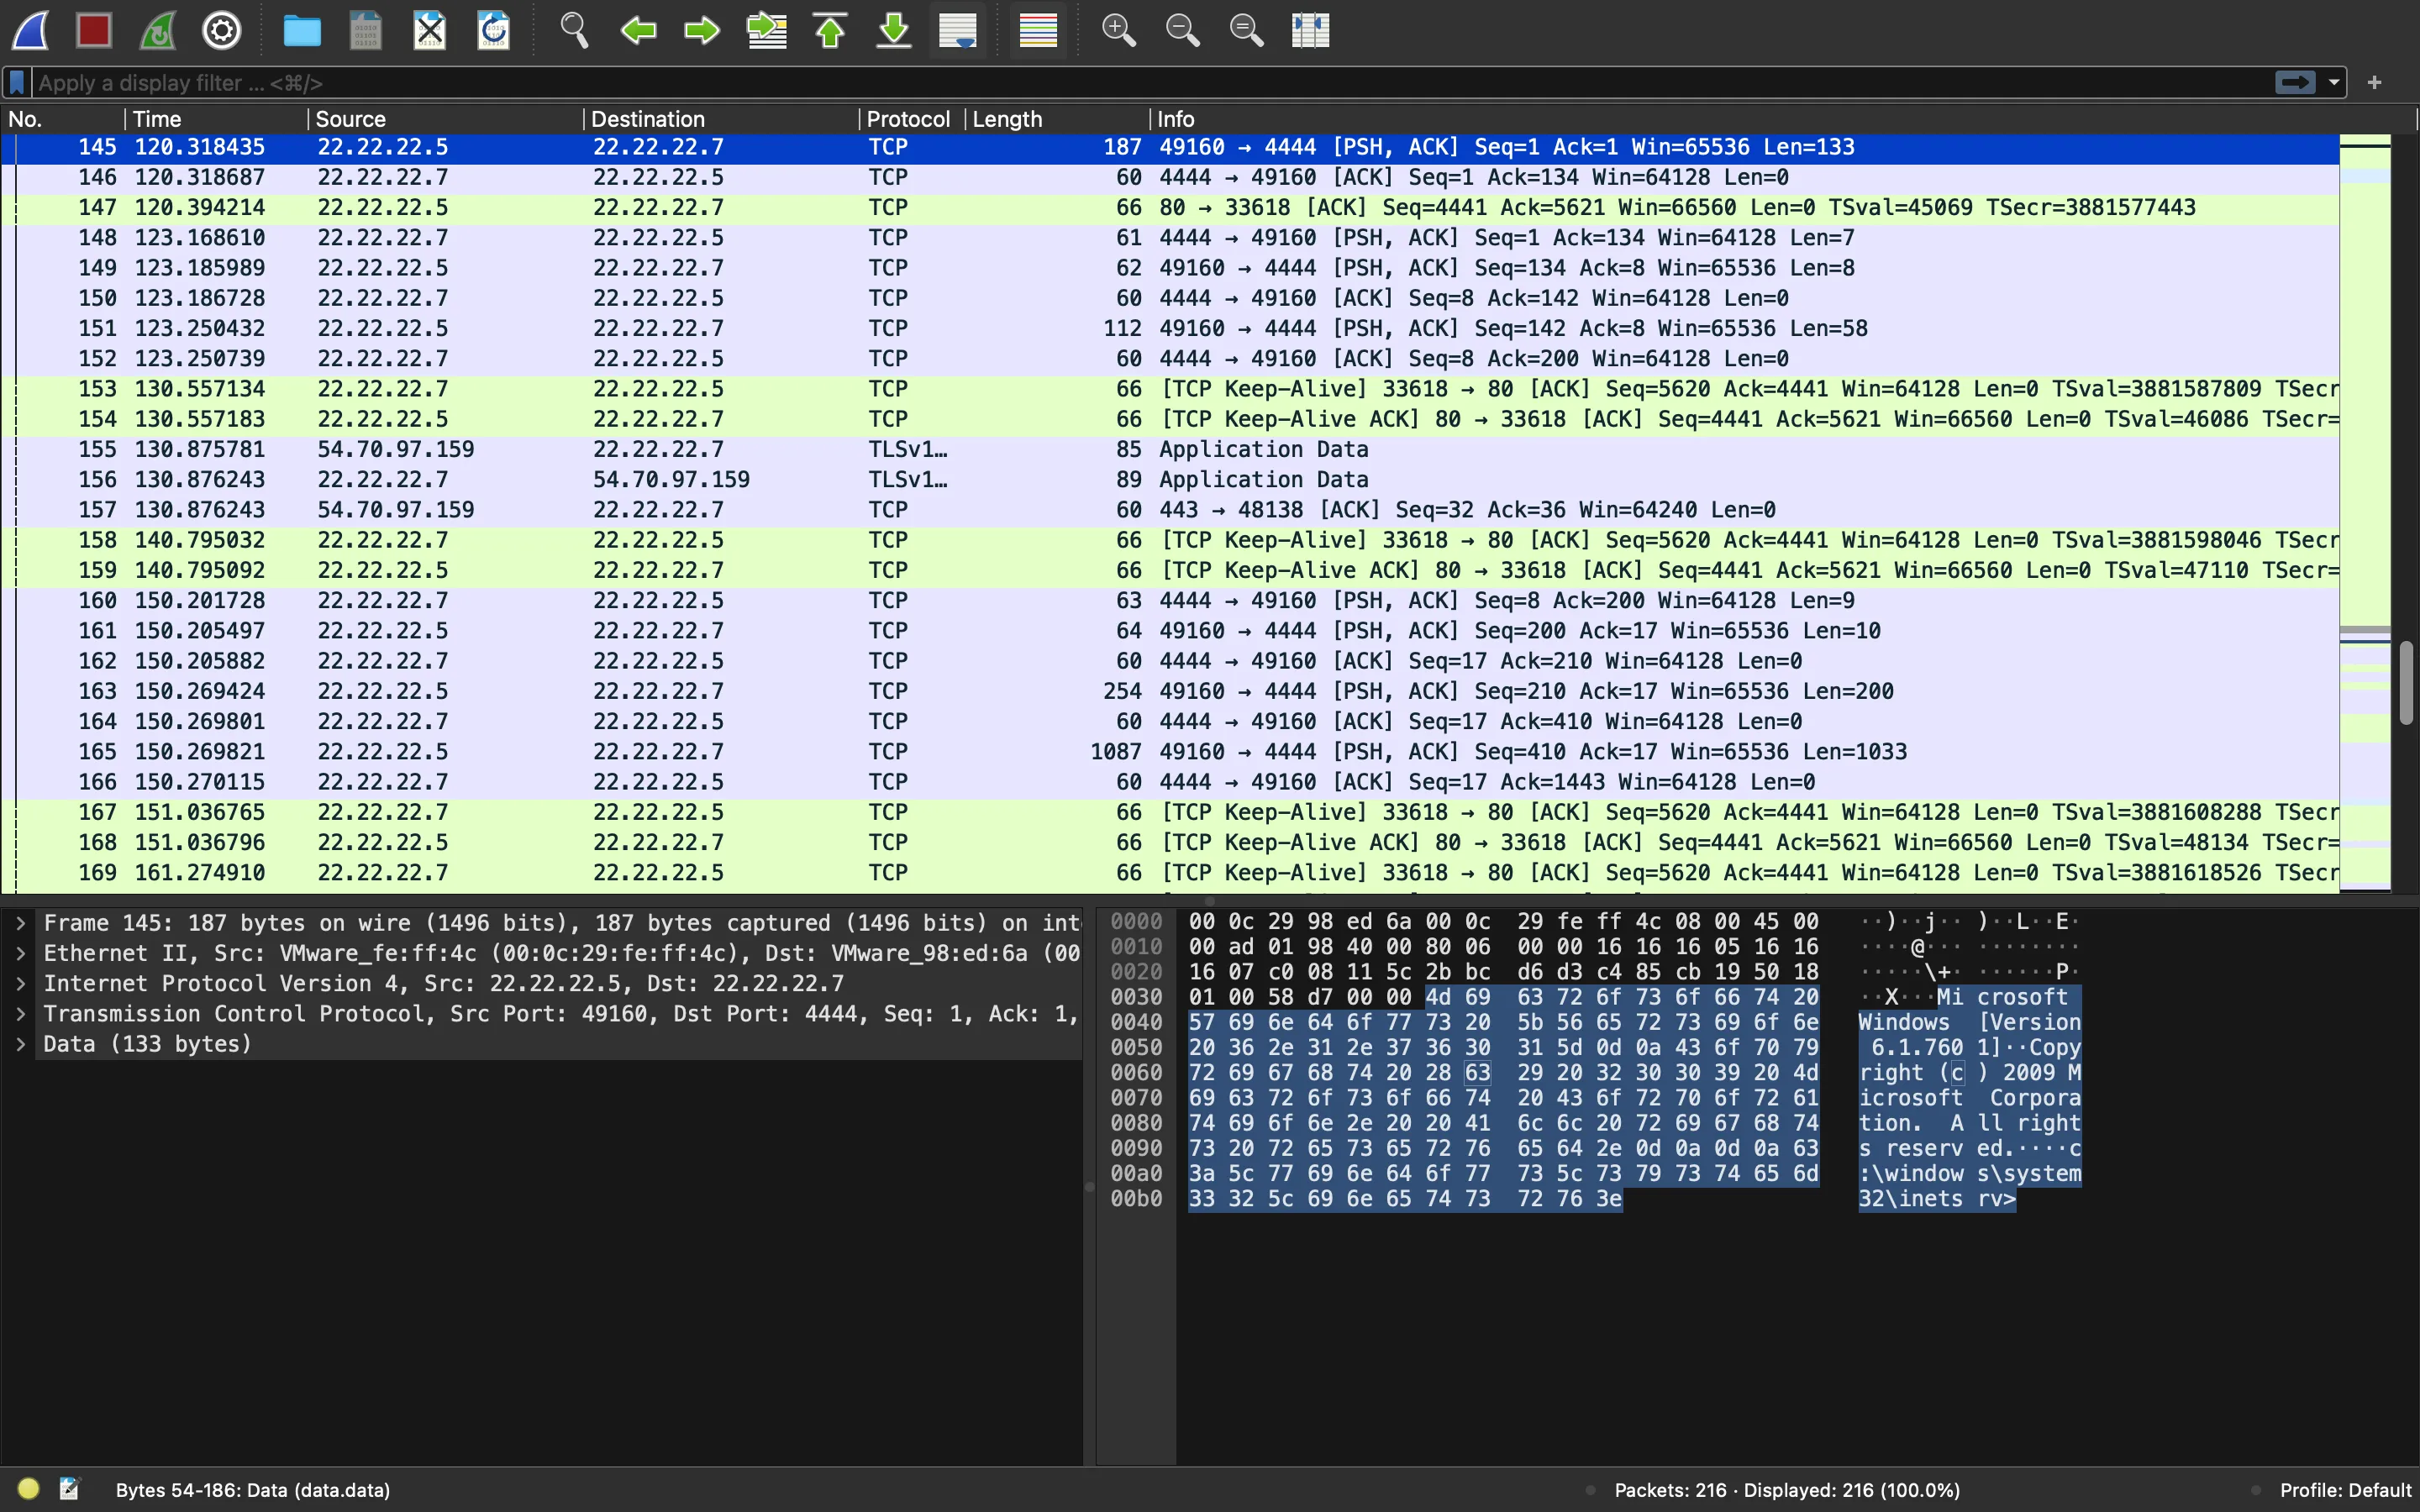 Apply a display filter ... <⌘/>
No. Time Source Destination Protocol Length Info
145 120.318435 22.22.22.5 22.22.22.7 TCP 187 49160 → 4444 [PSH, ACK] Seq=1 Ack=1 Win=65536 Len=133
146 120.318687 22.22.22.7 22.22.22.5 TCP 60 4444 → 49160 [ACK] Seq=1 Ack=134 Win=64128 Len=0
147 120.394214 22.22.22.5 22.22.22.7 TCP 66 80 → 33618 [ACK] Seq=4441 Ack=5621 Win=66560 Len=0 TSval=45069 TSecr=3881577443
148 123.168610 22.22.22.7 22.22.22.5 TCP 61 4444 → 49160 [PSH, ACK] Seq=1 Ack=134 Win=64128 Len=7
149 123.185989 22.22.22.5 22.22.22.7 TCP 62 49160 → 4444 [PSH, ACK] Seq=134 Ack=8 Win=65536 Len=8
150 123.186728 22.22.22.7 22.22.22.5 TCP 60 4444 → 49160 [ACK] Seq=8 Ack=142 Win=64128 Len=0
151 123.250432 22.22.22.5 22.22.22.7 TCP 112 49160 → 4444 [PSH, ACK] Seq=142 Ack=8 Win=65536 Len=58
152 123.250739 22.22.22.7 22.22.22.5 TCP 60 4444 → 49160 [ACK] Seq=8 Ack=200 Win=64128 Len=0
153 130.557134 22.22.22.7 22.22.22.5 TCP 66 [TCP Keep-Alive] 33618 → 80 [ACK] Seq=5620 Ack=4441 Win=64128 Len=0 TSval=3881587809 TSecr
154 130.557183 22.22.22.5 22.22.22.7 TCP 66 [TCP Keep-Alive ACK] 80 → 33618 [ACK] Seq=4441 Ack=5621 Win=66560 Len=0 TSval=46086 TSecr=
155 130.875781 54.70.97.159 22.22.22.7 TLSv1… 85 Application Data
156 130.876243 22.22.22.7 54.70.97.159 TLSv1… 89 Application Data
157 130.876243 54.70.97.159 22.22.22.7 TCP 60 443 → 48138 [ACK] Seq=32 Ack=36 Win=64240 Len=0
158 140.795032 22.22.22.7 22.22.22.5 TCP 66 [TCP Keep-Alive] 33618 → 80 [ACK] Seq=5620 Ack=4441 Win=64128 Len=0 TSval=3881598046 TSecr
159 140.795092 22.22.22.5 22.22.22.7 TCP 66 [TCP Keep-Alive ACK] 80 → 33618 [ACK] Seq=4441 Ack=5621 Win=66560 Len=0 TSval=47110 TSecr=
160 150.201728 22.22.22.7 22.22.22.5 TCP 63 4444 → 49160 [PSH, ACK] Seq=8 Ack=200 Win=64128 Len=9
161 150.205497 22.22.22.5 22.22.22.7 TCP 64 49160 → 4444 [PSH, ACK] Seq=200 Ack=17 Win=65536 Len=10
162 150.205882 22.22.22.7 22.22.22.5 TCP 60 4444 → 49160 [ACK] Seq=17 Ack=210 Win=64128 Len=0
163 150.269424 22.22.22.5 22.22.22.7 TCP 254 49160 → 4444 [PSH, ACK] Seq=210 Ack=17 Win=65536 Len=200
164 150.269801 22.22.22.7 22.22.22.5 TCP 60 4444 → 49160 [ACK] Seq=17 Ack=410 Win=64128 Len=0
165 150.269821 22.22.22.5 22.22.22.7 TCP 1087 49160 → 4444 [PSH, ACK] Seq=410 Ack=17 Win=65536 Len=1033
166 150.270115 22.22.22.7 22.22.22.5 TCP 60 4444 → 49160 [ACK] Seq=17 Ack=1443 Win=64128 Len=0
167 151.036765 22.22.22.7 22.22.22.5 TCP 66 [TCP Keep-Alive] 33618 → 80 [ACK] Seq=5620 Ack=4441 Win=64128 Len=0 TSval=3881608288 TSecr
168 151.036796 22.22.22.5 22.22.22.7 TCP 66 [TCP Keep-Alive ACK] 80 → 33618 [ACK] Seq=4441 Ack=5621 Win=66560 Len=0 TSval=48134 TSecr=
169 161.274910 22.22.22.7 22.22.22.5 TCP 66 [TCP Keep-Alive] 33618 → 80 [ACK] Seq=5620 Ack=4441 Win=64128 Len=0 TSval=3881618526 TSecr
Frame 145: 187 bytes on wire (1496 bits), 187 bytes captured (1496 bits) on int
Ethernet II, Src: VMware_fe:ff:4c (00:0c:29:fe:ff:4c), Dst: VMware_98:ed:6a (00
Internet Protocol Version 4, Src: 22.22.22.5, Dst: 22.22.22.7
Transmission Control Protocol, Src Port: 49160, Dst Port: 4444, Seq: 1, Ack: 1,
Data (133 bytes)
0000 00 0c 29 98 ed 6a 00 0c 29 fe ff 4c 08 00 45 00 ··)··j·· )··L··E·
0010 00 ad 01 98 40 00 80 06 00 00 16 16 16 05 16 16 ····@··· ········
0020 16 07 c0 08 11 5c 2b bc d6 d3 c4 85 cb 19 50 18 ·····\+· ······P·
0030 01 00 58 d7 00 00 4d 69 63 72 6f 73 6f 66 74 20 ··X···Mi crosoft
0040 57 69 6e 64 6f 77 73 20 5b 56 65 72 73 69 6f 6e Windows [Version
0050 20 36 2e 31 2e 37 36 30 31 5d 0d 0a 43 6f 70 79 6.1.760 1]··Copy
0060 72 69 67 68 74 20 28 63 29 20 32 30 30 39 20 4d right (c ) 2009 M
0070 69 63 72 6f 73 6f 66 74 20 43 6f 72 70 6f 72 61 icrosoft Corpora
0080 74 69 6f 6e 2e 20 20 41 6c 6c 20 72 69 67 68 74 tion.  A ll right
0090 73 20 72 65 73 65 72 76 65 64 2e 0d 0a 0d 0a 63 s reserv ed.····c
00a0 3a 5c 77 69 6e 64 6f 77 73 5c 73 79 73 74 65 6d :\window s\system
00b0 33 32 5c 69 6e 65 74 73 72 76 3e 32\inets rv>
Bytes 54-186: Data (data.data)
Packets: 216 · Displayed: 216 (100.0%)
Profile: Default